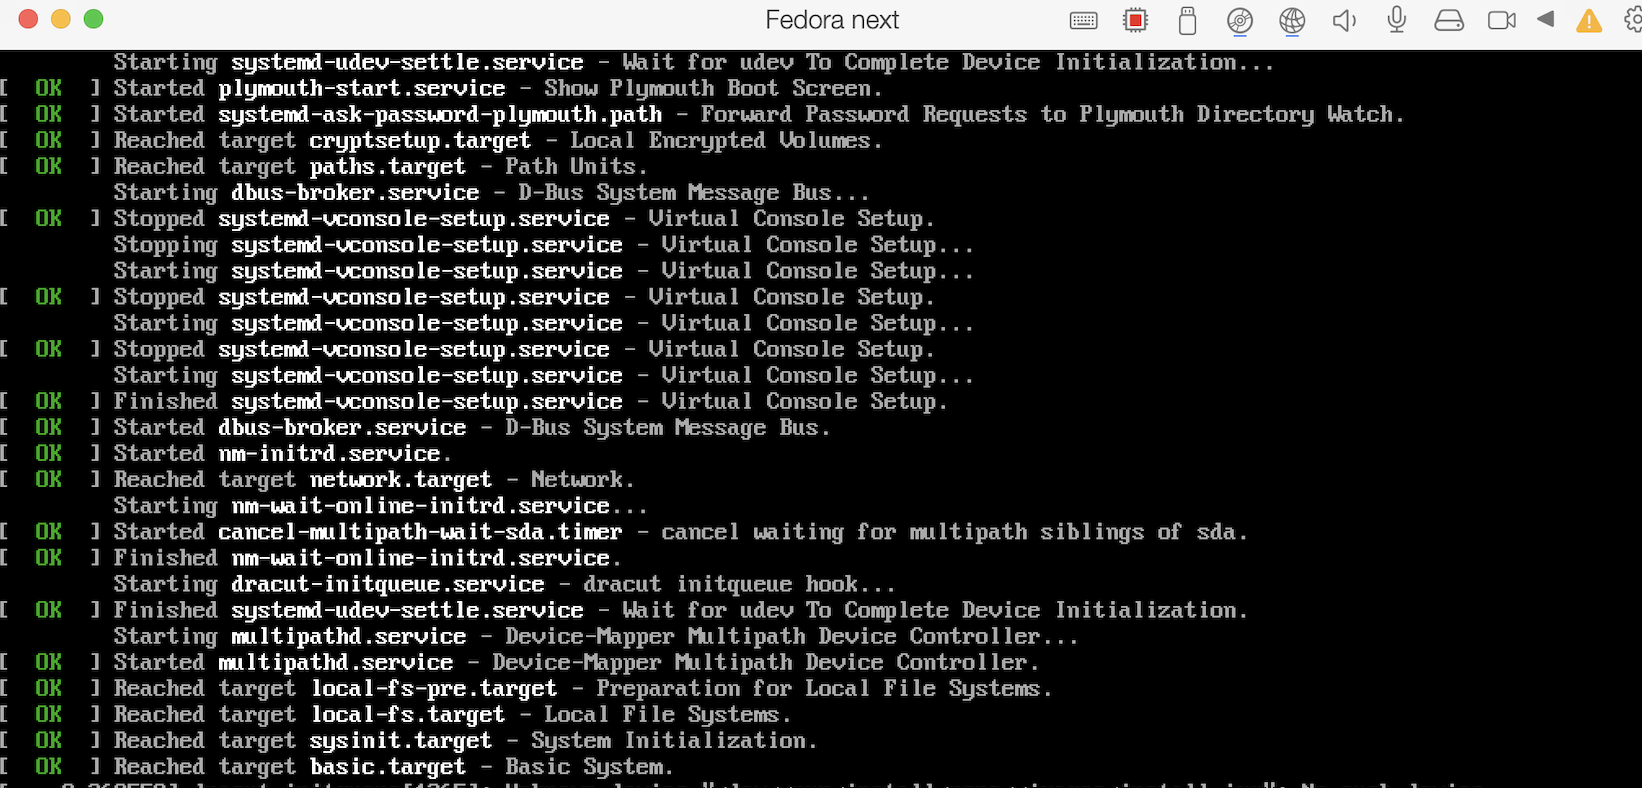 Fedora next
Starting systemd-udev-settle.service - Wait for udev To Complete Device Initialization...
[ OK ] Started plymouth-start.service - Show Plymouth Boot Screen.
[ OK ] Started systemd-ask-password-plymouth.path - Forward Password Requests to Plymouth Directory Watch.
[ OK ] Reached target cryptsetup.target - Local Encrypted Volumes.
[ OK ] Reached target paths.target - Path Units.
Starting dbus-broker.service - D-Bus System Message Bus...
[ OK ] Stopped systemd-vconsole-setup.service - Virtual Console Setup.
Stopping systemd-vconsole-setup.service - Virtual Console Setup...
Starting systemd-vconsole-setup.service - Virtual Console Setup...
[ OK ] Stopped systemd-vconsole-setup.service - Virtual Console Setup.
Starting systemd-vconsole-setup.service - Virtual Console Setup...
[ OK ] Stopped systemd-vconsole-setup.service - Virtual Console Setup.
Starting systemd-vconsole-setup.service - Virtual Console Setup...
[ OK ] Finished systemd-vconsole-setup.service - Virtual Console Setup.
[ OK ] Started dbus-broker.service - D-Bus System Message Bus.
[ OK ] Started nm-initrd.service.
[ OK ] Reached target network.target - Network.
Starting nm-wait-online-initrd.service...
[ OK ] Started cancel-multipath-wait-sda.timer - cancel waiting for multipath siblings of sda.
[ OK ] Finished nm-wait-online-initrd.service.
Starting dracut-initqueue.service - dracut initqueue hook...
[ OK ] Finished systemd-udev-settle.service - Wait for udev To Complete Device Initialization.
Starting multipathd.service - Device-Mapper Multipath Device Controller...
[ OK ] Started multipathd.service - Device-Mapper Multipath Device Controller.
[ OK ] Reached target local-fs-pre.target - Preparation for Local File Systems.
[ OK ] Reached target local-fs.target - Local File Systems.
[ OK ] Reached target sysinit.target - System Initialization.
[ OK ] Reached target basic.target - Basic System.